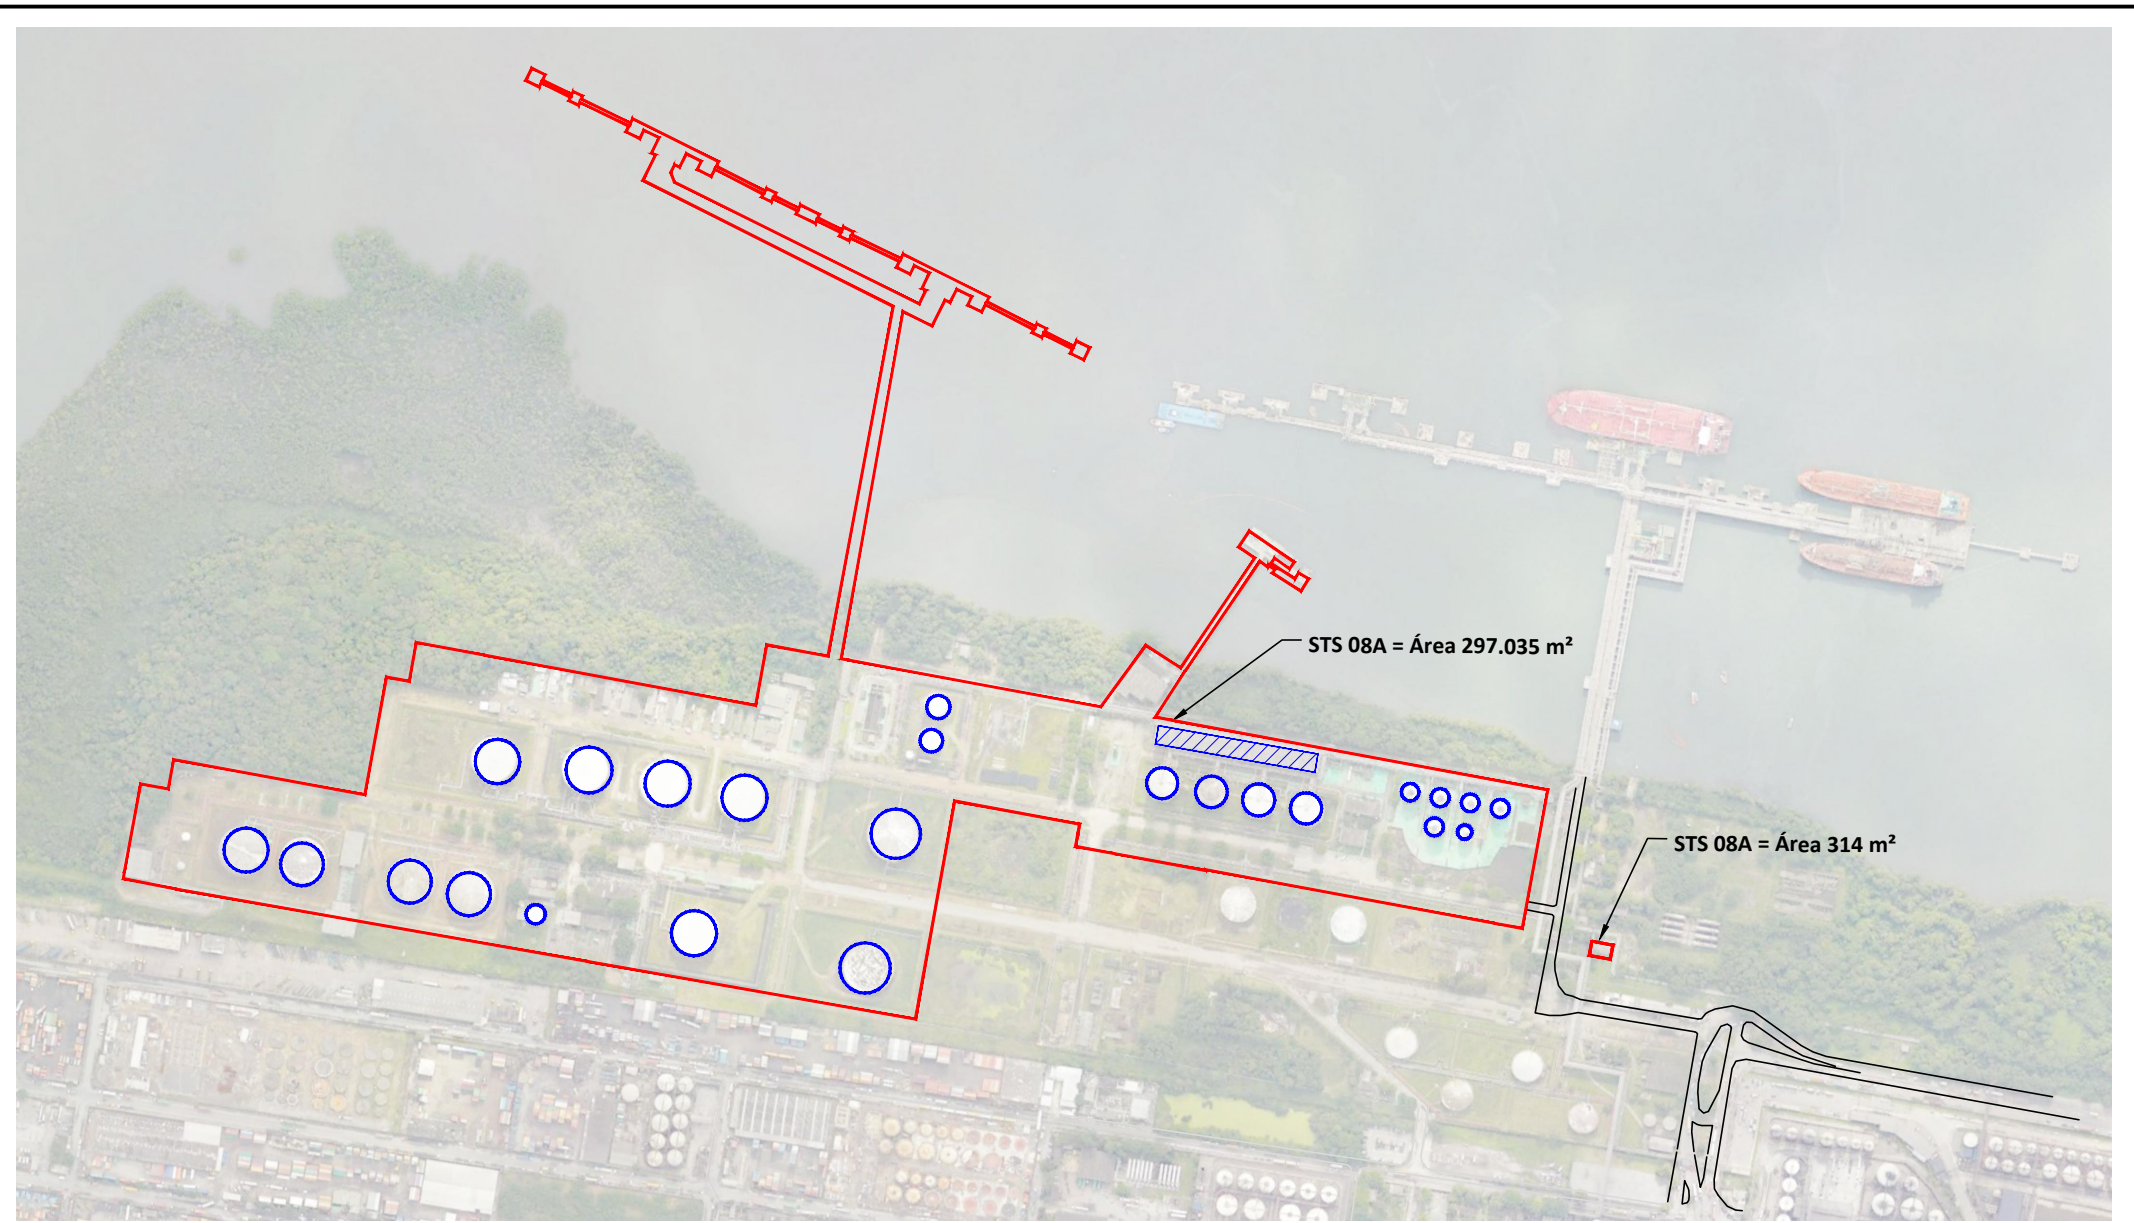 STS 08A = Área 297.035 m²
STS 08A = Área 314 m²